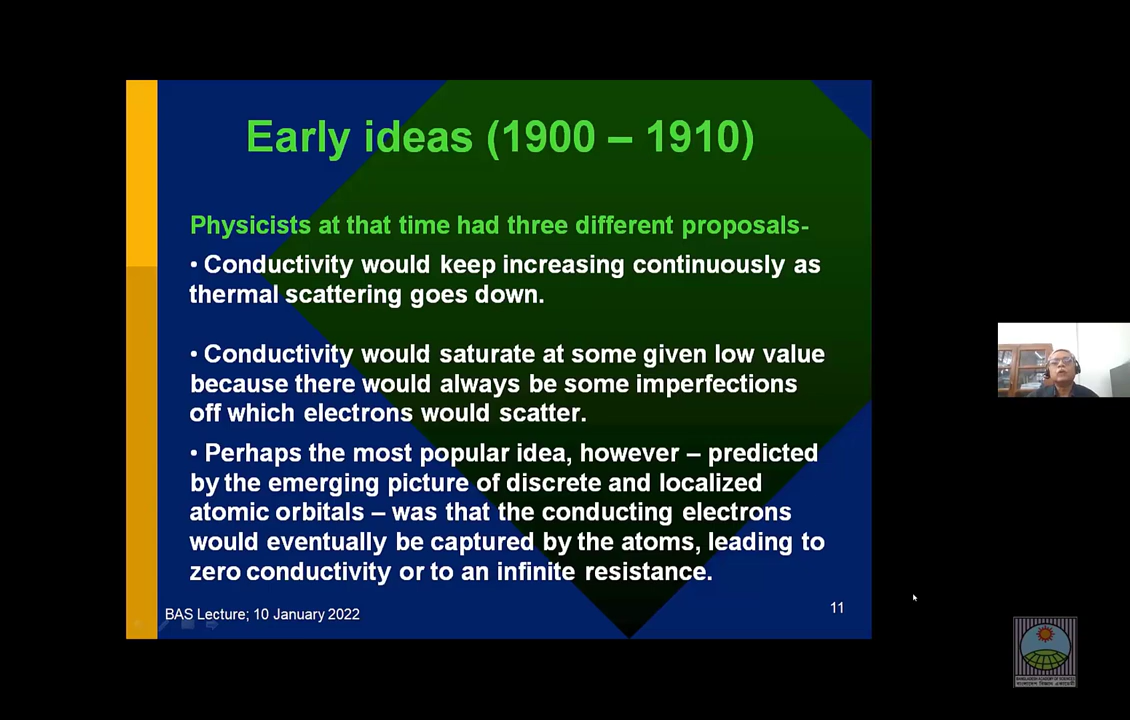 Early ideas (1900 – 1910)
Physicists at that time had three different proposals-
• Conductivity would keep increasing continuously as
thermal scattering goes down.
• Conductivity would saturate at some given low value
because there would always be some imperfections
off which electrons would scatter.
• Perhaps the most popular idea, however – predicted
by the emerging picture of discrete and localized
atomic orbitals – was that the conducting electrons
would eventually be captured by the atoms, leading to
zero conductivity or to an infinite resistance.
BAS Lecture; 10 January 2022
11